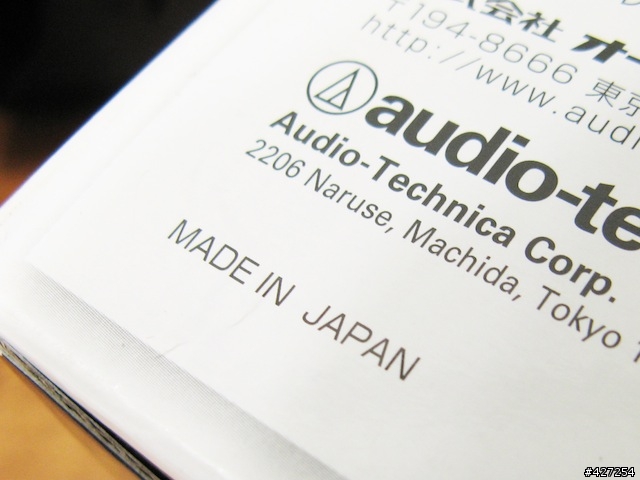 会社 オー
〒194-8666 東京
http://www.audi
audio-te
Audio-Technica Corp.
2206 Naruse, Machida, Tokyo 1
MADE IN JAPAN
#427254